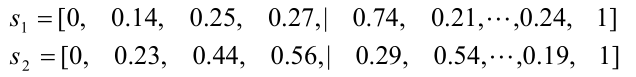 s₁ = [0, 0.14, 0.25, 0.27,| 0.74, 0.21,⋯,0.24, 1]
s₂ = [0, 0.23, 0.44, 0.56,| 0.29, 0.54,⋯,0.19, 1]